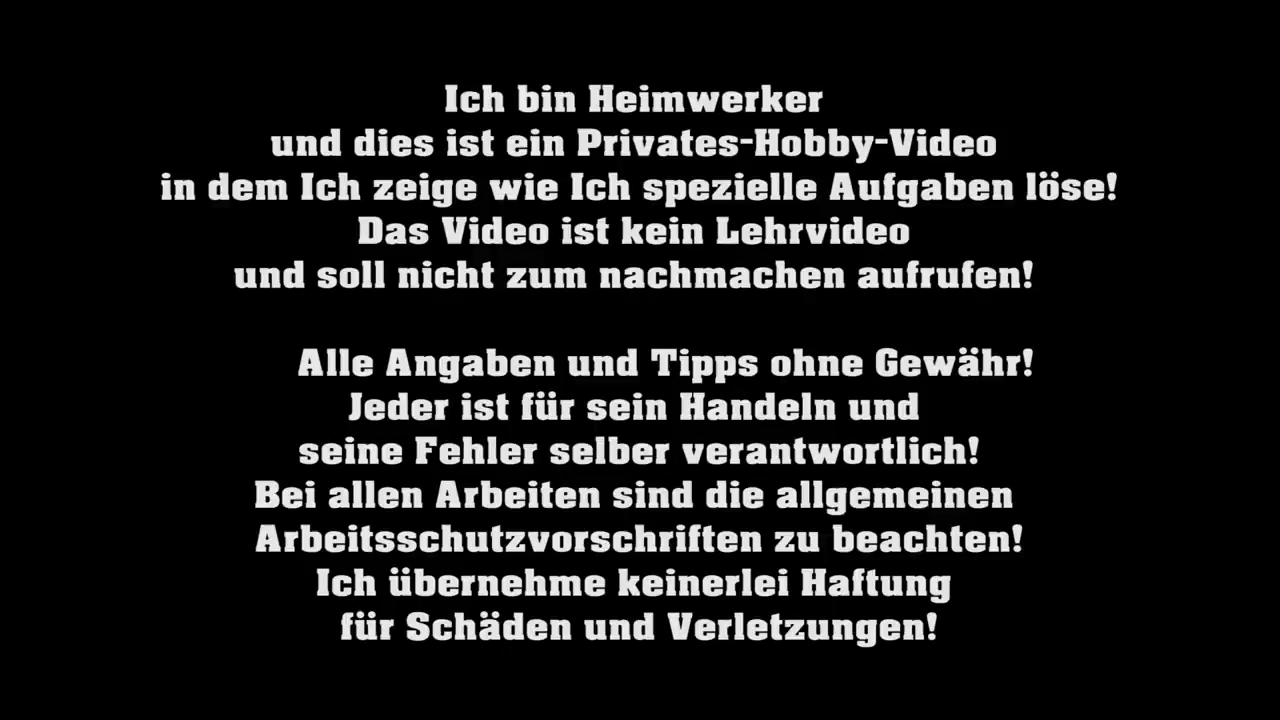 Ich bin Heimwerker
und dies ist ein Privates-Hobby-Video
in dem Ich zeige wie Ich spezielle Aufgaben löse!
Das Video ist kein Lehrvideo
und soll nicht zum nachmachen aufrufen!
Alle Angaben und Tipps ohne Gewähr!
Jeder ist für sein Handeln und
seine Fehler selber verantwortlich!
Bei allen Arbeiten sind die allgemeinen
Arbeitsschutzvorschriften zu beachten!
Ich übernehme keinerlei Haftung
für Schäden und Verletzungen!